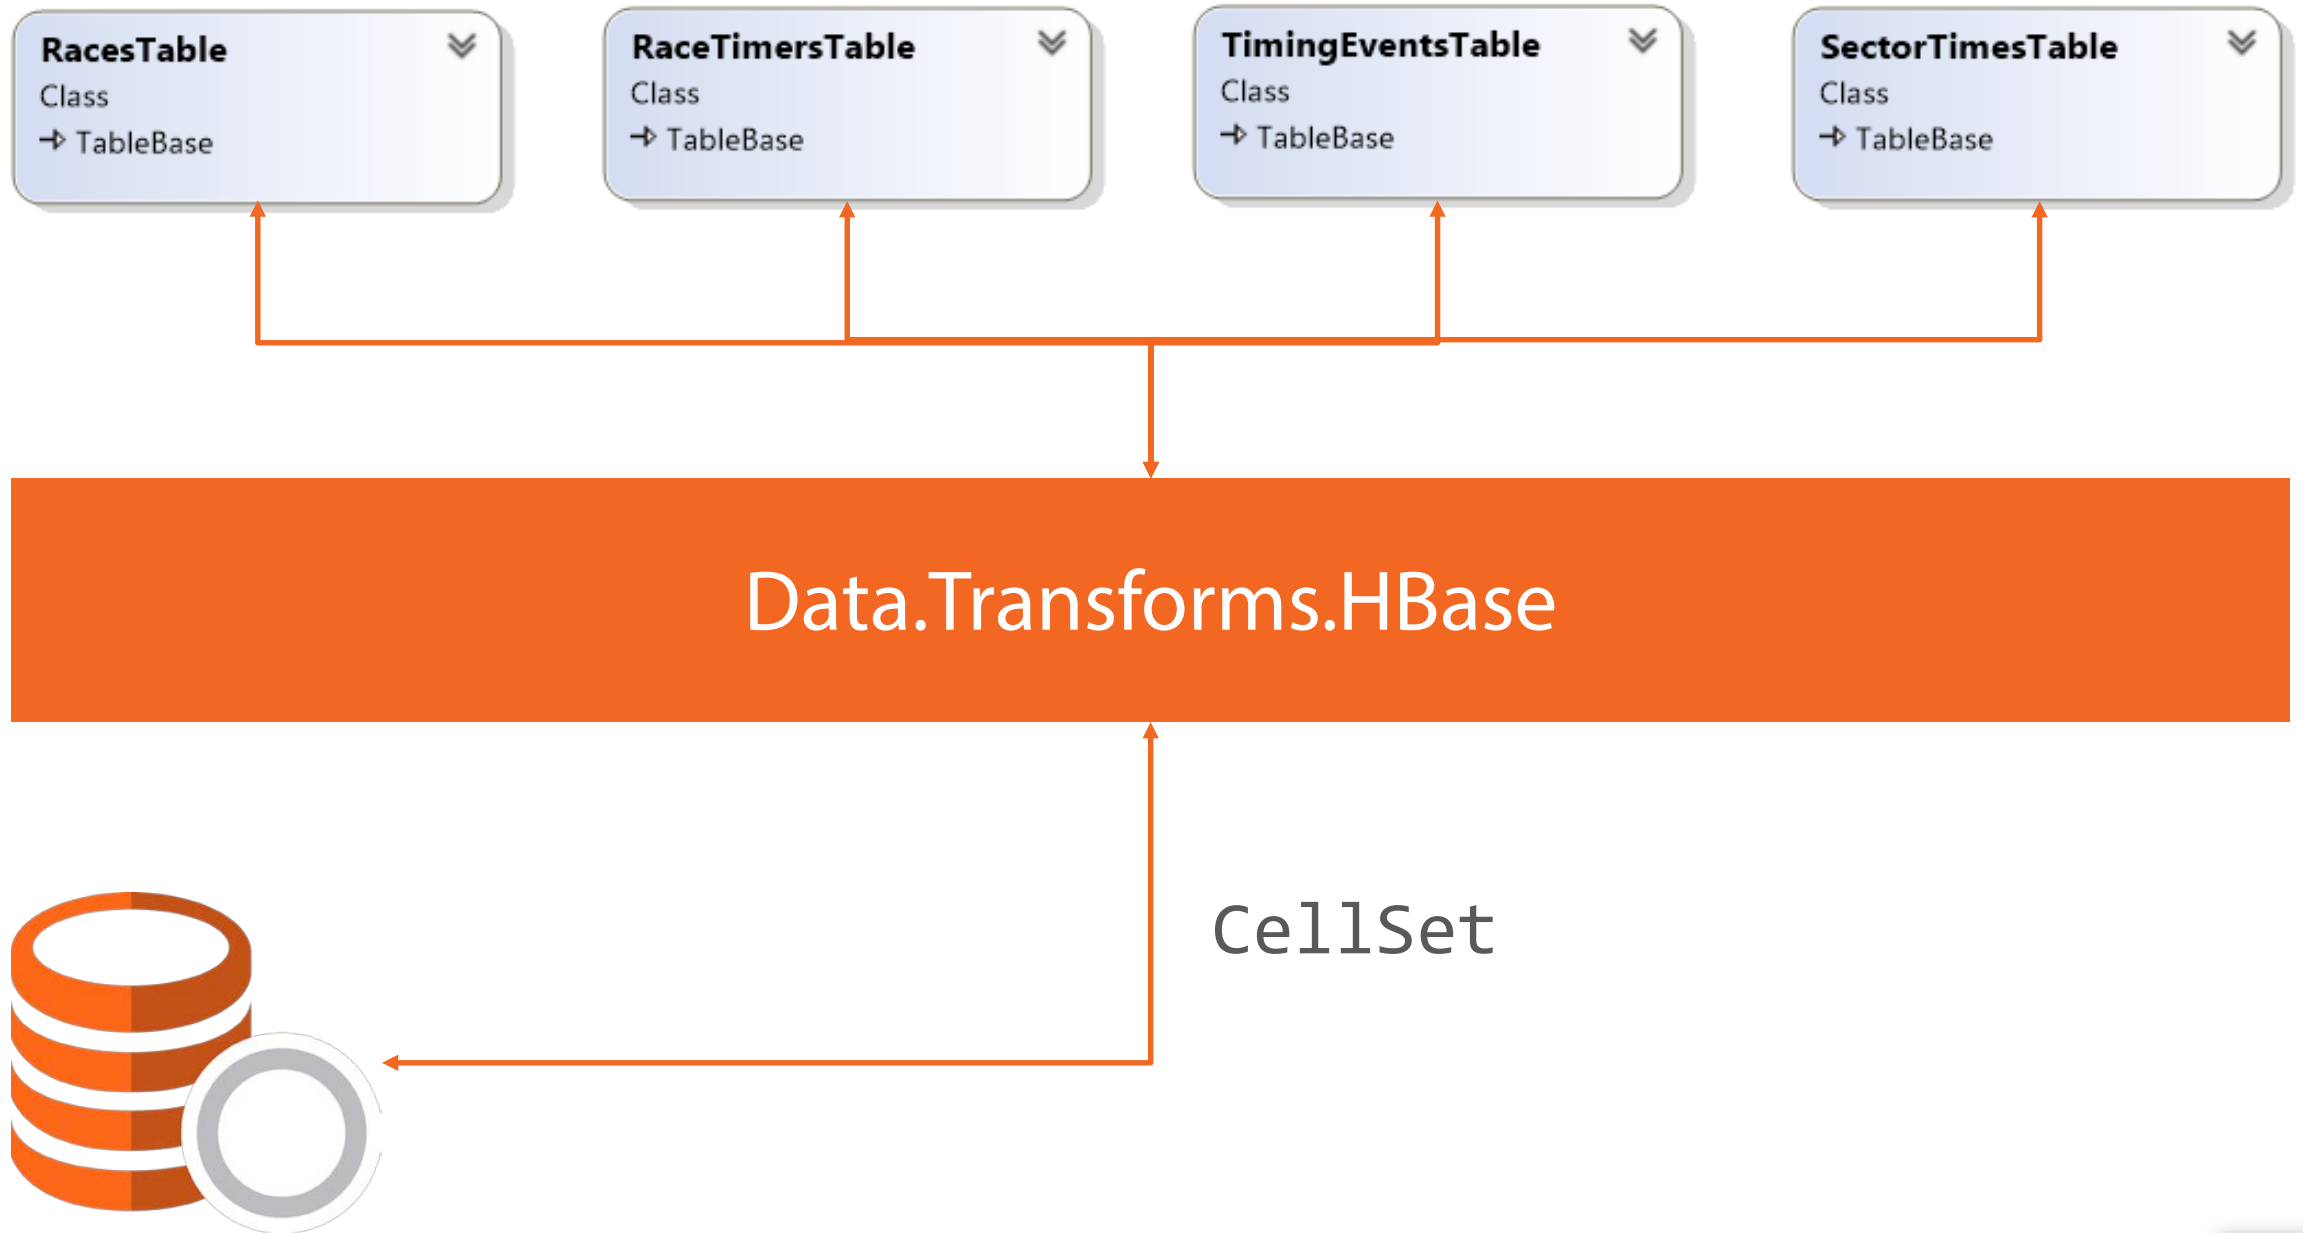 RacesTable
Class
TableBase
RaceTimersTable
Class
TableBase
TimingEventsTable
Class
TableBase
SectorTimesTable
Class
TableBase
Data.Transforms.HBase
CellSet